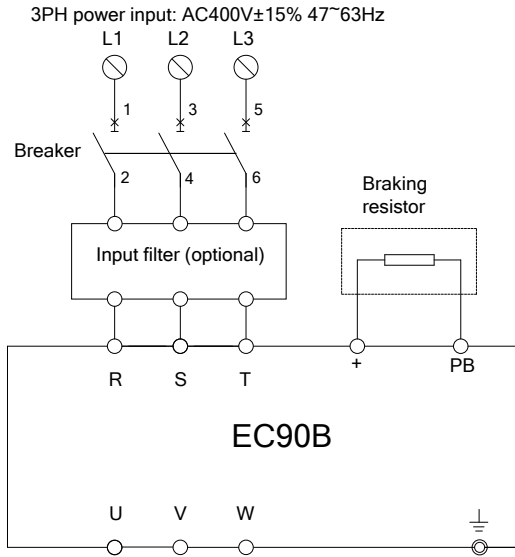 3PH power input: AC400V±15% 47~63Hz
L1 L2 L3
1 3 5
Breaker
2 4 6
Braking
resistor
Input filter (optional)
R S T + PB
EC90B
U V W